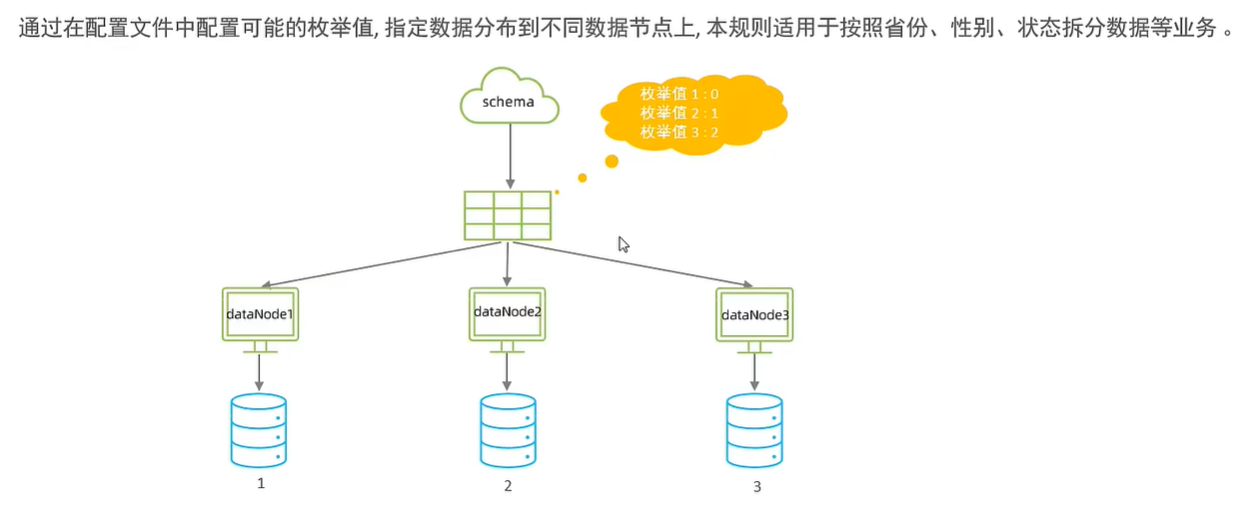 通过在配置文件中配置可能的枚举值, 指定数据分布到不同数据节点上, 本规则适用于按照省份、性别、状态拆分数据等业务 。
schema
枚举值 1 : 0
枚举值 2 : 1
枚举值 3 : 2
dataNode1
dataNode2
dataNode3
1
2
3